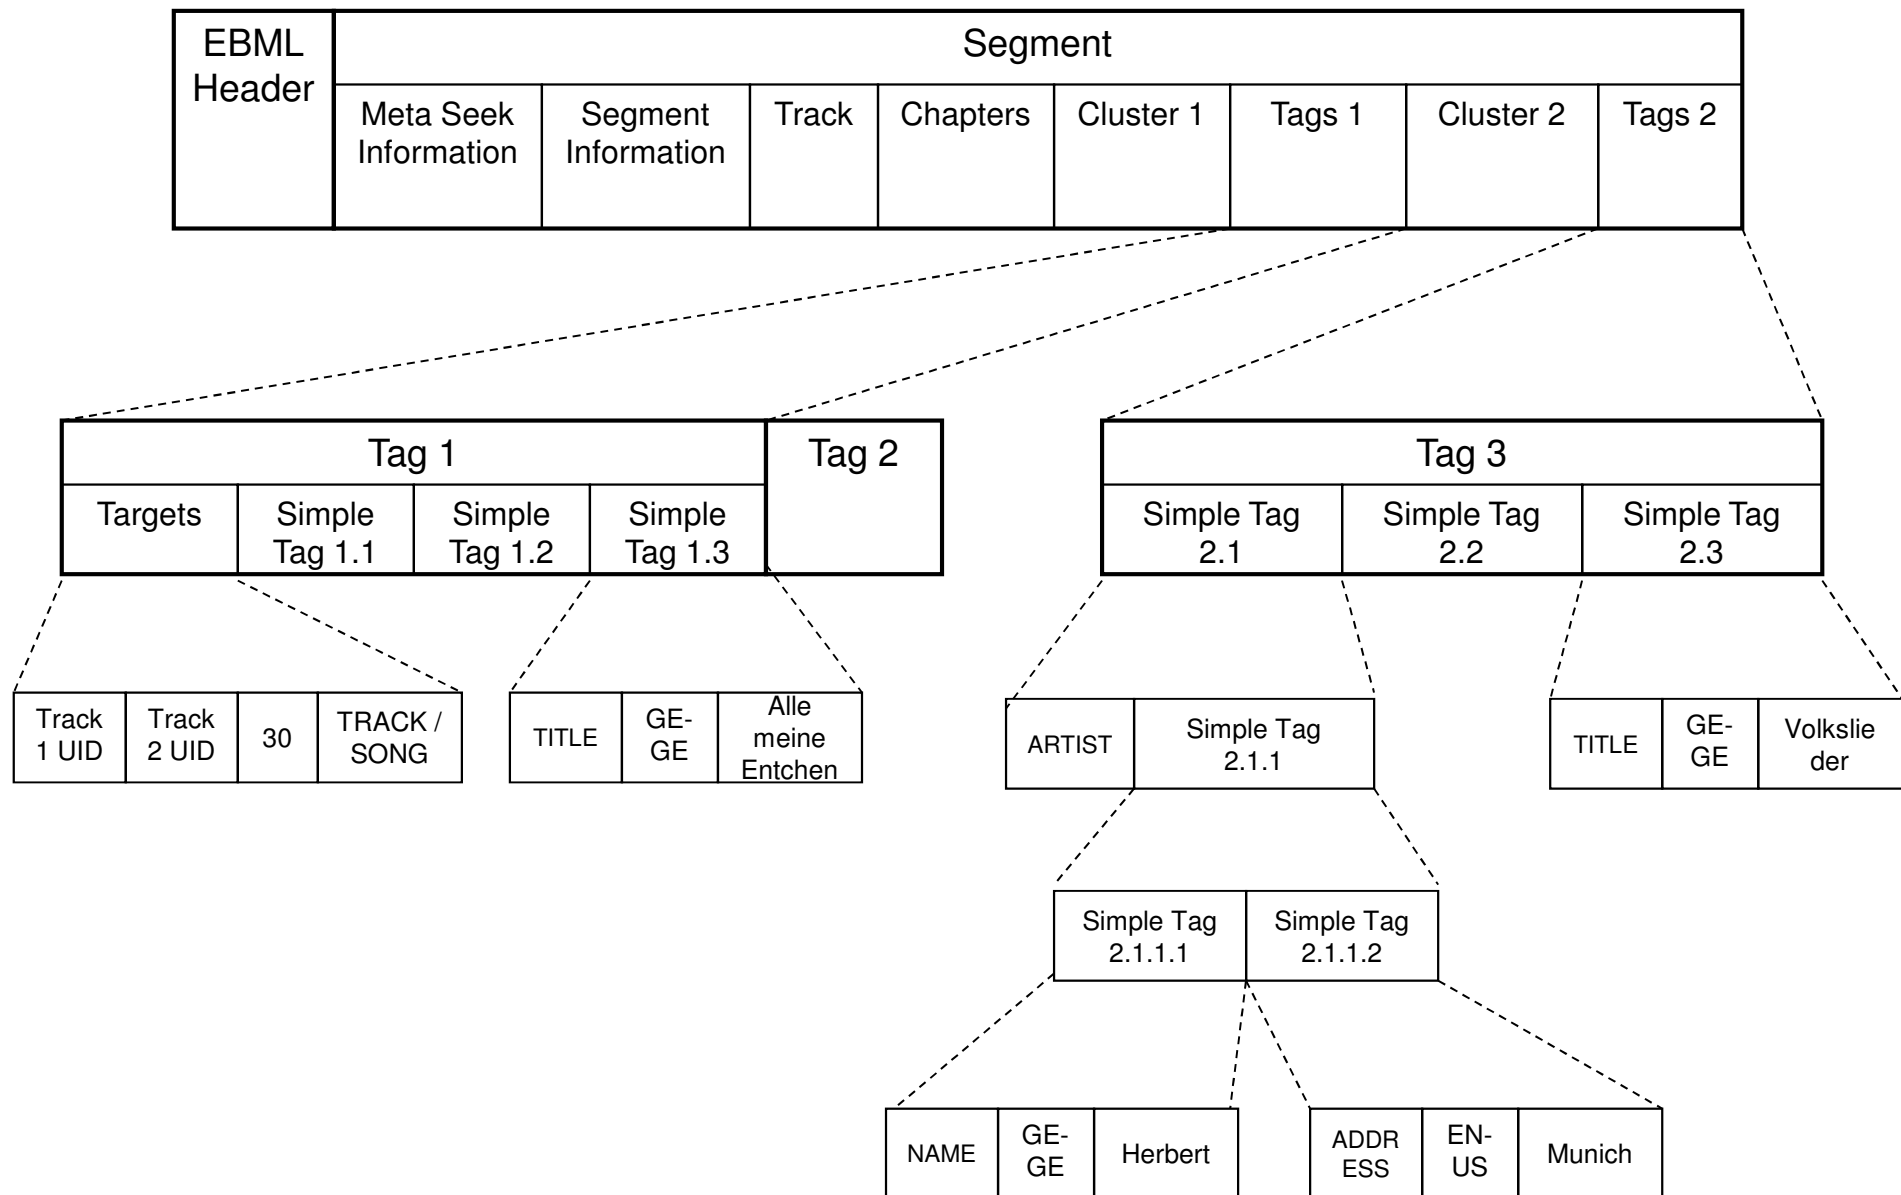 EBML
Header
Segment
Meta Seek
Information
Segment
Information
Track
Chapters
Cluster 1
Tags 1
Cluster 2
Tags 2
Tag 1
Tag 2
Targets
Simple
Tag 1.1
Simple
Tag 1.2
Simple
Tag 1.3
Tag 3
Simple Tag
2.1
Simple Tag
2.2
Simple Tag
2.3
Track
1 UID
Track
2 UID
30
TRACK /
SONG
TITLE
GE-
GE
Alle
meine
Entchen
ARTIST
Simple Tag
2.1.1
TITLE
GE-
GE
Volkslie
der
Simple Tag
2.1.1.1
Simple Tag
2.1.1.2
NAME
GE-
GE
Herbert
ADDR
ESS
EN-
US
Munich